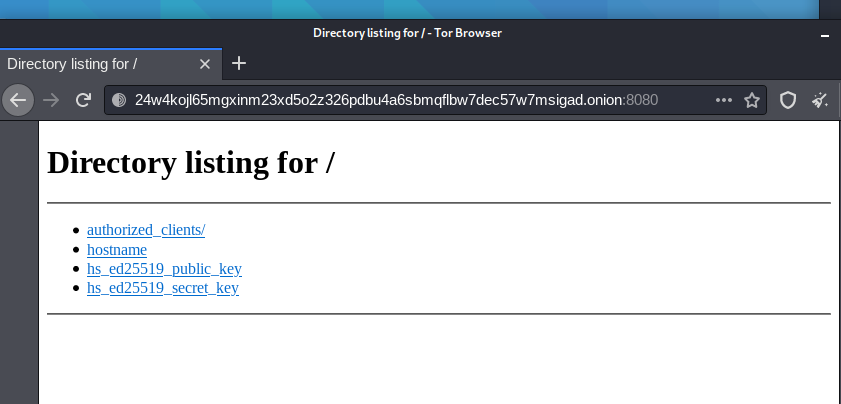 Directory listing for / - Tor Browser
Directory listing for /
24w4kojl65mgxinm23xd5o2z326pdbu4a6sbmqflbw7dec57w7msigad.onion:8080
Directory listing for /
authorized_clients/
hostname
hs_ed25519_public_key
hs_ed25519_secret_key